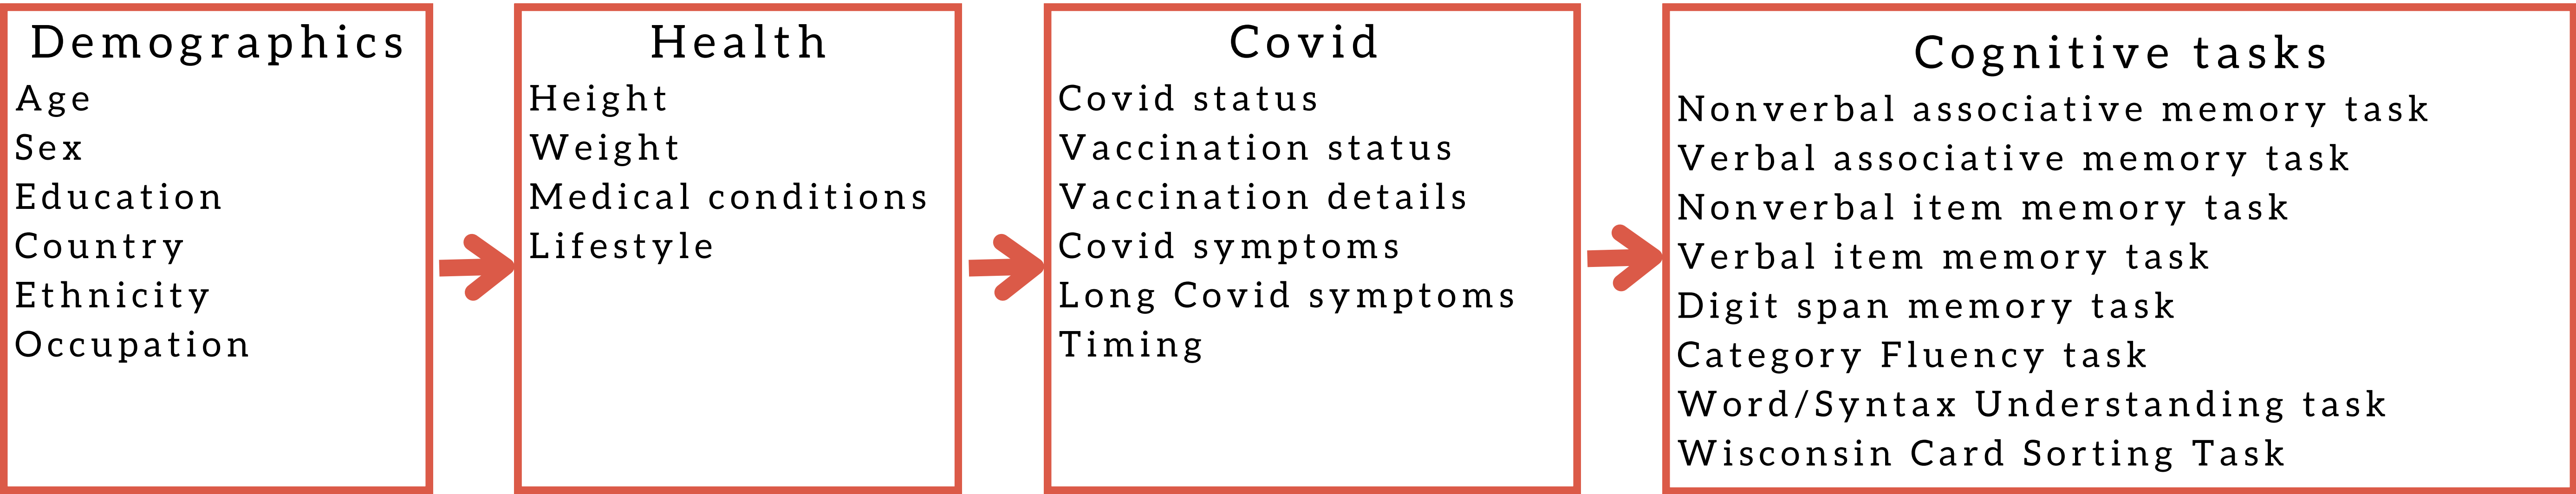 Demographics
Age
Sex
Education
Country
Ethnicity
Occupation
Health
Height
Weight
Medical conditions
Lifestyle
Covid
Covid status
Vaccination status
Vaccination details
Covid symptoms
Long Covid symptoms
Timing
Cognitive tasks
Nonverbal associative memory task
Verbal associative memory task
Nonverbal item memory task
Verbal item memory task
Digit span memory task
Category Fluency task
Word/Syntax Understanding task
Wisconsin Card Sorting Task